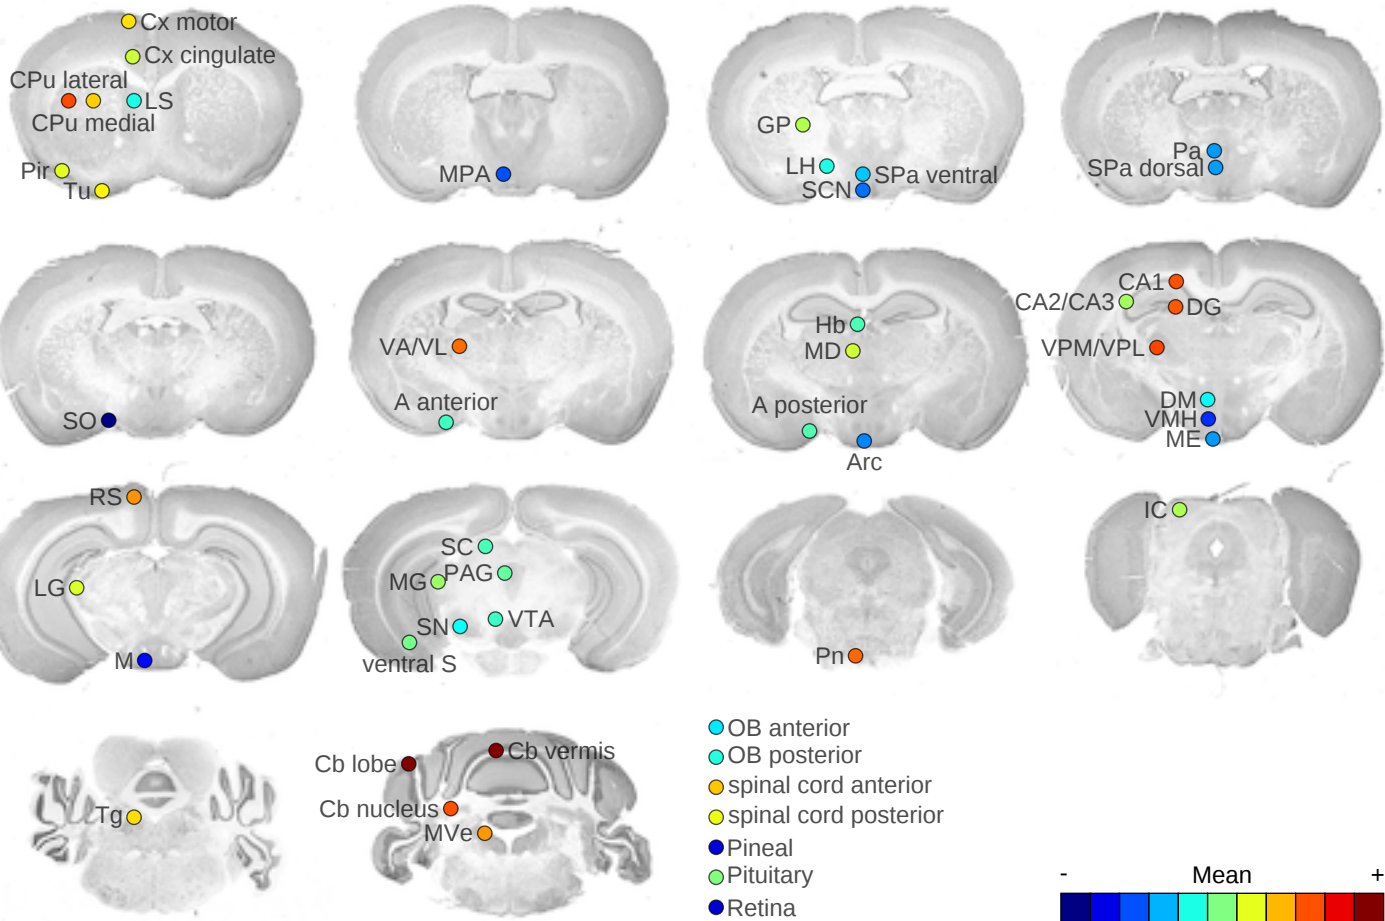 Cx motor
Cx cingulate
CPu lateral
LS
CPu medial
Pir
Tu
MPA
GP
LH
SPa ventral
SCN
Pa
SPa dorsal
SO
VA/VL
A anterior
Hb
MD
A posterior
Arc
CA1
CA2/CA3
DG
VPM/VPL
DM
VMH
ME
RS
LG
M
SC
PAG
MG
VTA
SN
ventral S
Pn
IC
Tg
Cb vermis
Cb lobe
Cb nucleus
MVe
OB anterior
OB posterior
spinal cord anterior
spinal cord posterior
Pineal
Pituitary
Retina
- Mean +